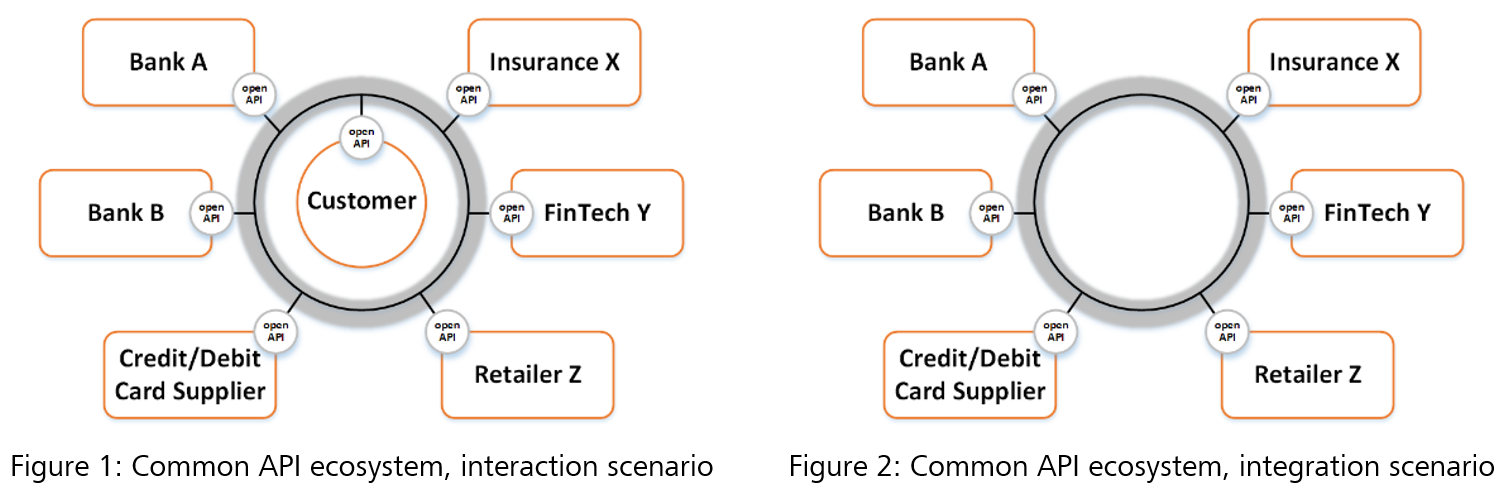 Bank A
open
API
Insurance X
open
API
open
API
Customer
Bank B
open
API
FinTech Y
open
API
Credit/Debit
Card Supplier
open
API
Retailer Z
open
API
Figure 1: Common API ecosystem, interaction scenario
Bank A
open
API
Insurance X
open
API
Bank B
open
API
FinTech Y
open
API
Credit/Debit
Card Supplier
open
API
Retailer Z
open
API
Figure 2: Common API ecosystem, integration scenario